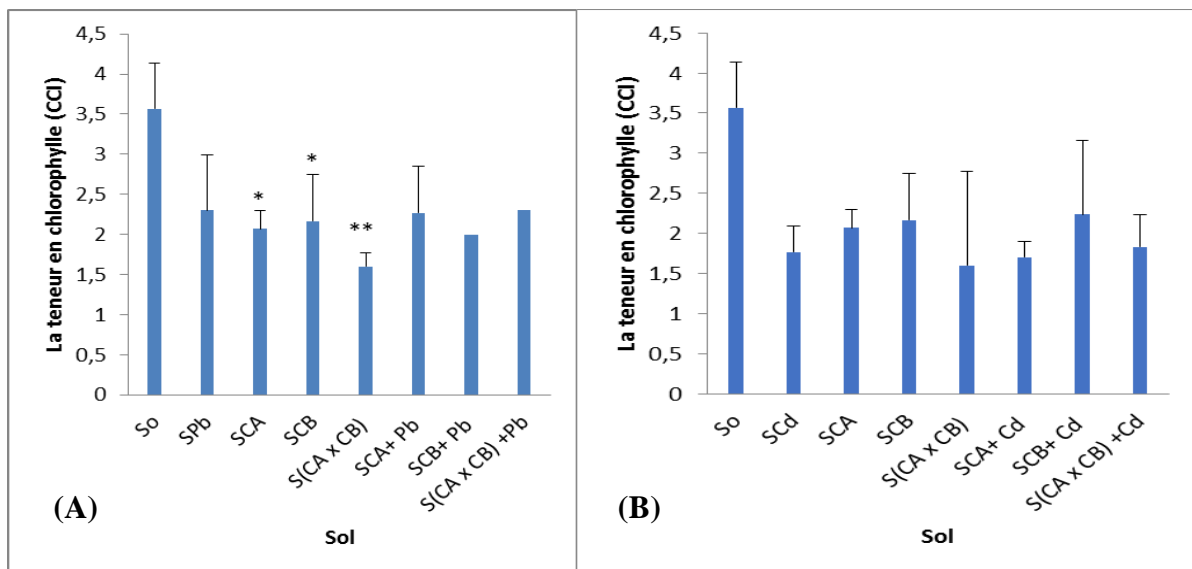 La teneur en chlorophylle (CCI)
4,5
4
3,5
3
2,5
2
1,5
1
0,5
0
*
*
**
So
SPb
SCA
SCB
S(CA x CB)
SCA+ Pb
SCB+ Pb
S(CA x CB) +Pb
(A)
Sol
La teneur en chlorophylle (CCI)
4,5
4
3,5
3
2,5
2
1,5
1
0,5
0
So
SCd
SCA
SCB
S(CA x CB)
SCA+ Cd
SCB+ Cd
S(CA x CB) +Cd
(B)
Sol